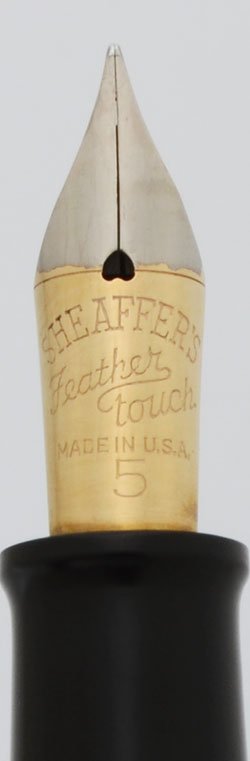 SHEAFFER'S
Feather
touch.
MADE IN U.S.A.
5